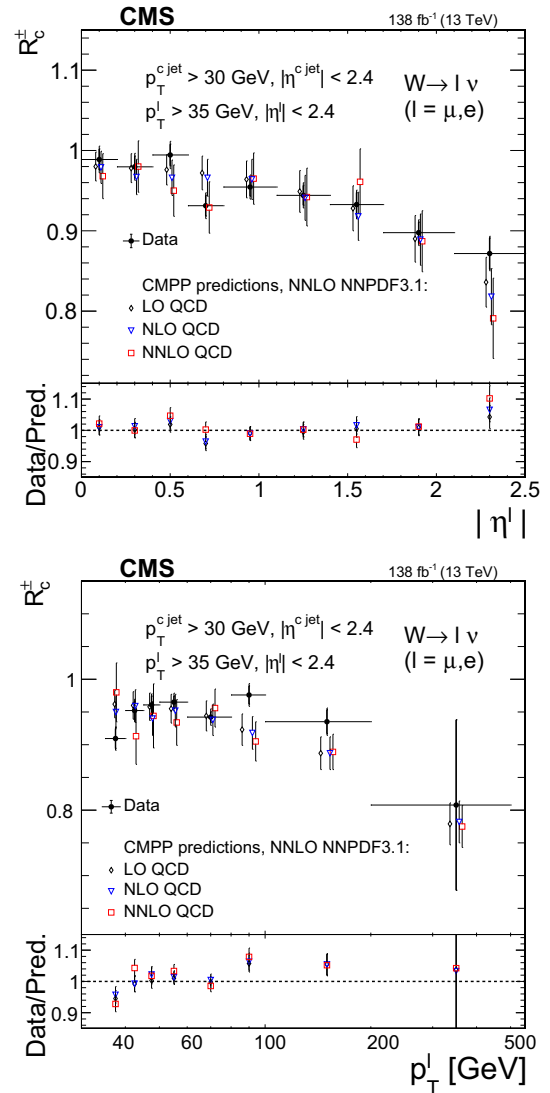 CMS
138 fb⁻¹ (13 TeV)
R_c^±
p_T^{c jet} > 30 GeV, |η^{c jet}| < 2.4
p_T^l > 35 GeV, |η^l| < 2.4
W→ l ν
(l = μ,e)
1.1
1
0.9
0.8
Data
CMPP predictions, NNLO NNPDF3.1:
LO QCD
NLO QCD
NNLO QCD
Data/Pred.
1.1
1
0.9
0 0.5 1 1.5 2 2.5
| η^l |
CMS
138 fb⁻¹ (13 TeV)
R_c^±
p_T^{c jet} > 30 GeV, |η^{c jet}| < 2.4
p_T^l > 35 GeV, |η^l| < 2.4
W→ l ν
(l = μ,e)
1
0.8
Data
CMPP predictions, NNLO NNPDF3.1:
LO QCD
NLO QCD
NNLO QCD
Data/Pred.
1.1
1
0.9
40 60 100 200 500
p_T^l [GeV]